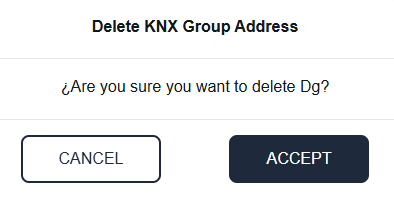 Delete KNX Group Address
¿Are you sure you want to delete Dg?
CANCEL
ACCEPT